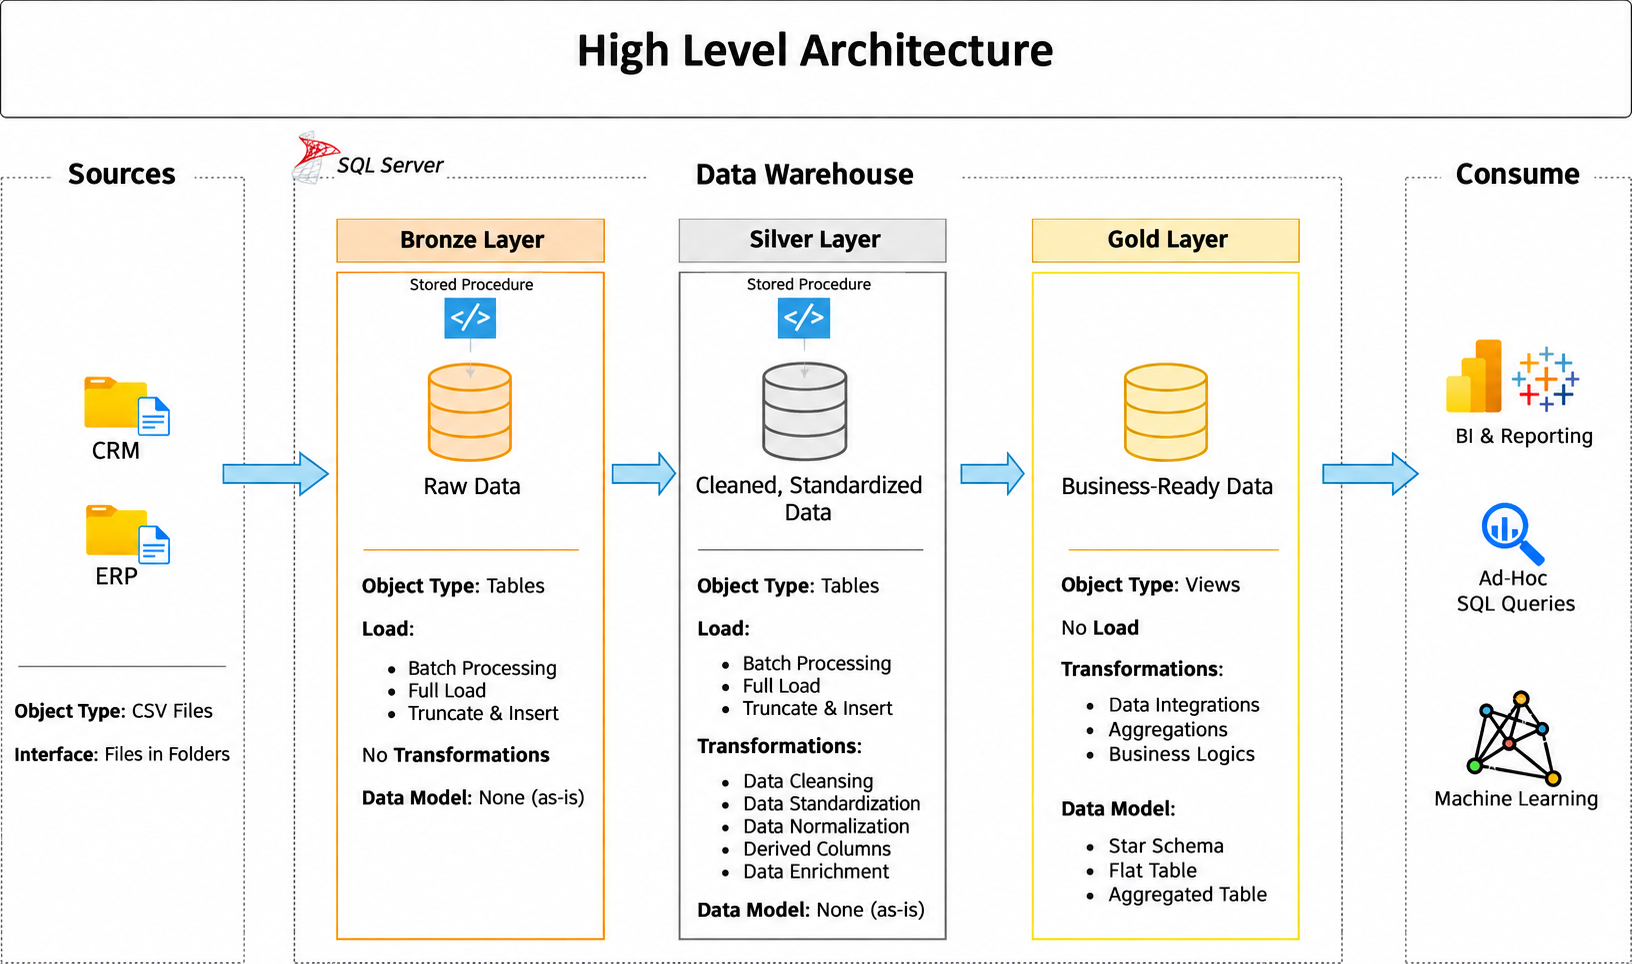 High Level Architecture
Sources
CRM
ERP
Object Type: CSV Files
Interface: Files in Folders
SQL Server
Data Warehouse
Bronze Layer
Stored Procedure
</>
Raw Data
Object Type: Tables
Load:
• Batch Processing
• Full Load
• Truncate & Insert
No Transformations
Data Model: None (as-is)
Silver Layer
Stored Procedure
</>
Cleaned, Standardized
Data
Object Type: Tables
Load:
• Batch Processing
• Full Load
• Truncate & Insert
Transformations:
• Data Cleansing
• Data Standardization
• Data Normalization
• Derived Columns
• Data Enrichment
Data Model: None (as-is)
Gold Layer
Business-Ready Data
Object Type: Views
No Load
Transformations:
• Data Integrations
• Aggregations
• Business Logics
Data Model:
• Star Schema
• Flat Table
• Aggregated Table
Consume
BI & Reporting
Ad-Hoc
SQL Queries
Machine Learning